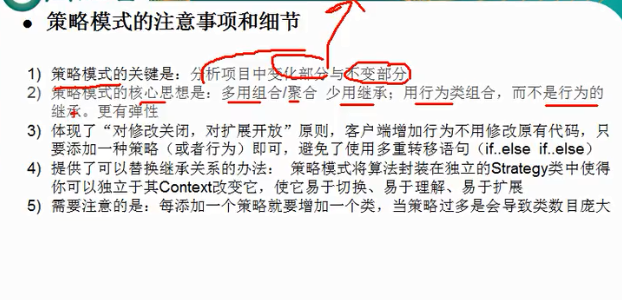 ● 策略模式的注意事项和细节
1) 策略模式的关键是：分析项目中变化部分与不变部分
2) 策略模式的核心思想是：多用组合/聚合 少用继承；用行为类组合，而不是行为的
继承。更有弹性
3) 体现了“对修改关闭，对扩展开放”原则，客户端增加行为不用修改原有代码，只
要添加一种策略（或者行为）即可，避免了使用多重转移语句（if..else if..else）
4) 提供了可以替换继承关系的办法： 策略模式将算法封装在独立的Strategy类中使得
你可以独立于其Context改变它，使它易于切换、易于理解、易于扩展
5) 需要注意的是：每添加一个策略就要增加一个类，当策略过多是会导致类数目庞大